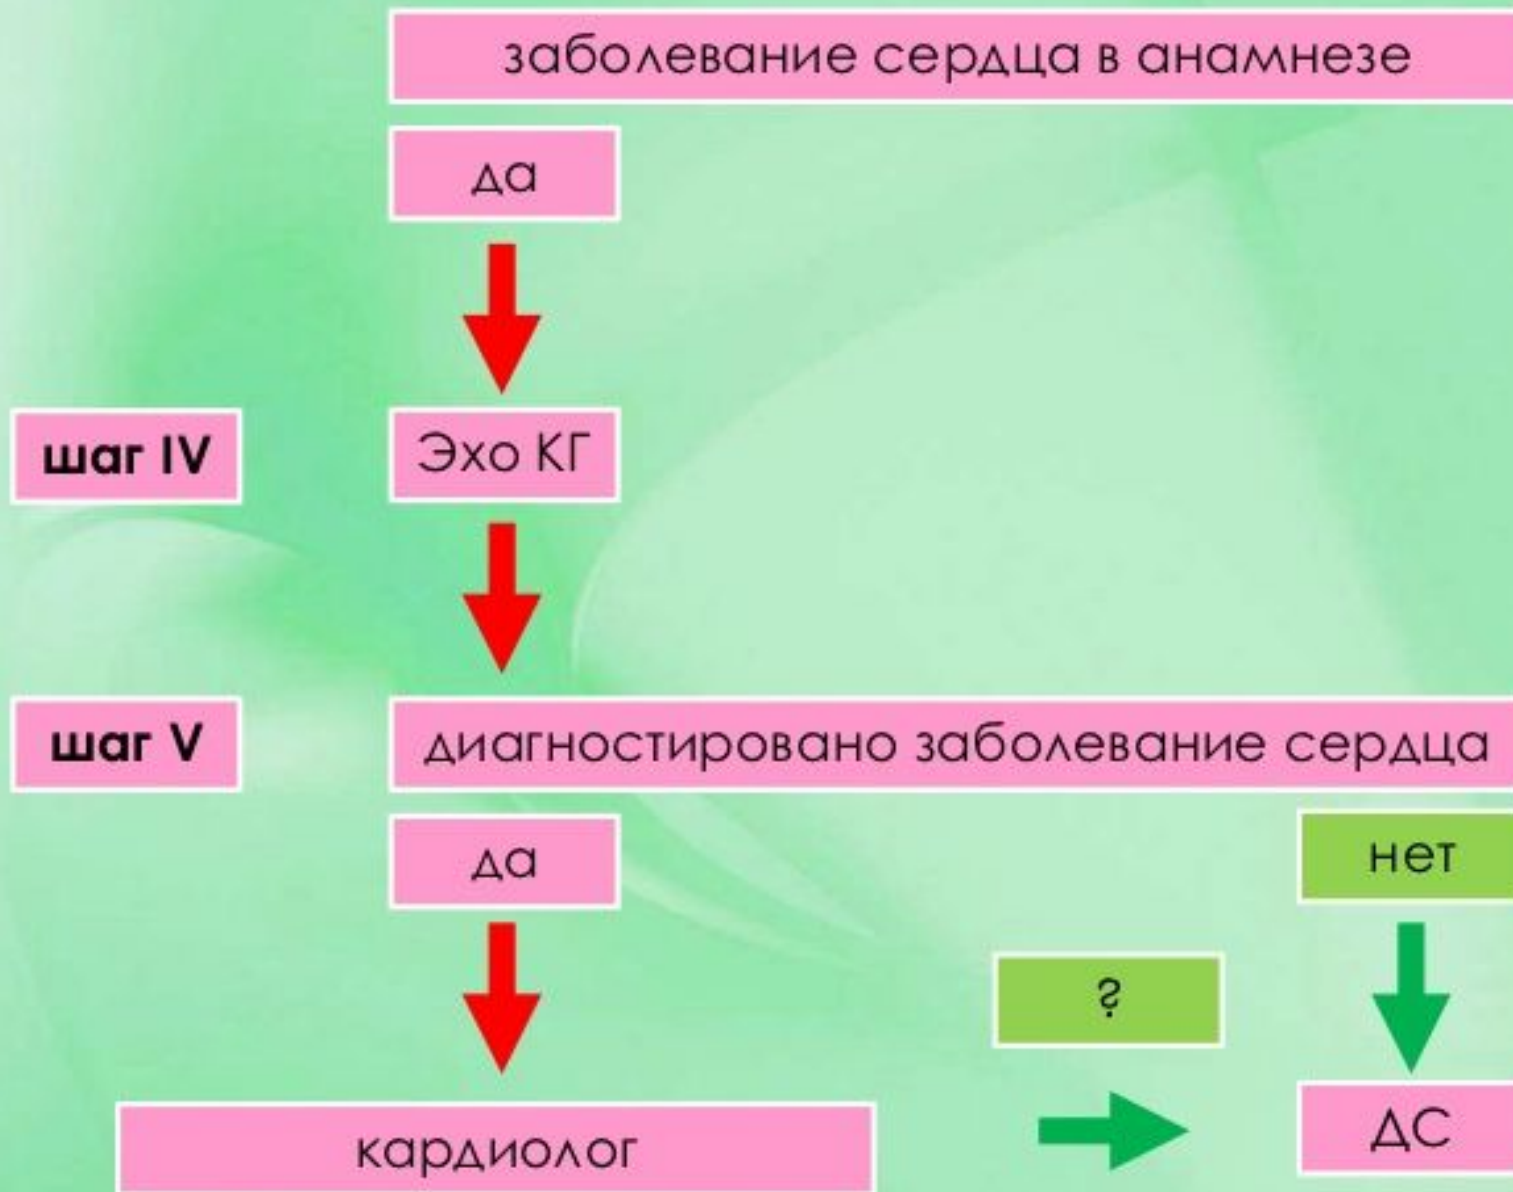 заболевание сердца в анамнезе
да
шаг IV
Эхо КГ
шаг V
диагностировано заболевание сердца
да
нет
?
кардиолог
ДС